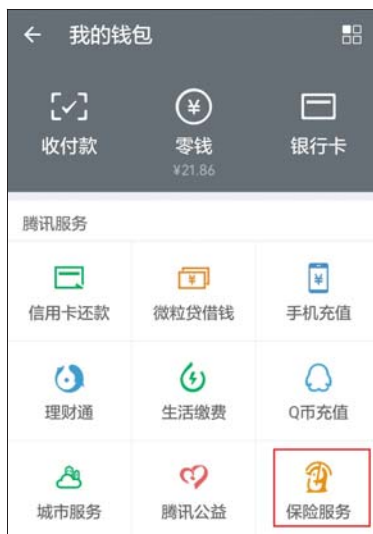 我的钱包
收付款 零钱 银行卡
¥21.86
腾讯服务
信用卡还款 微粒贷借钱 手机充值
理财通 生活缴费 Q币充值
城市服务 腾讯公益 保险服务